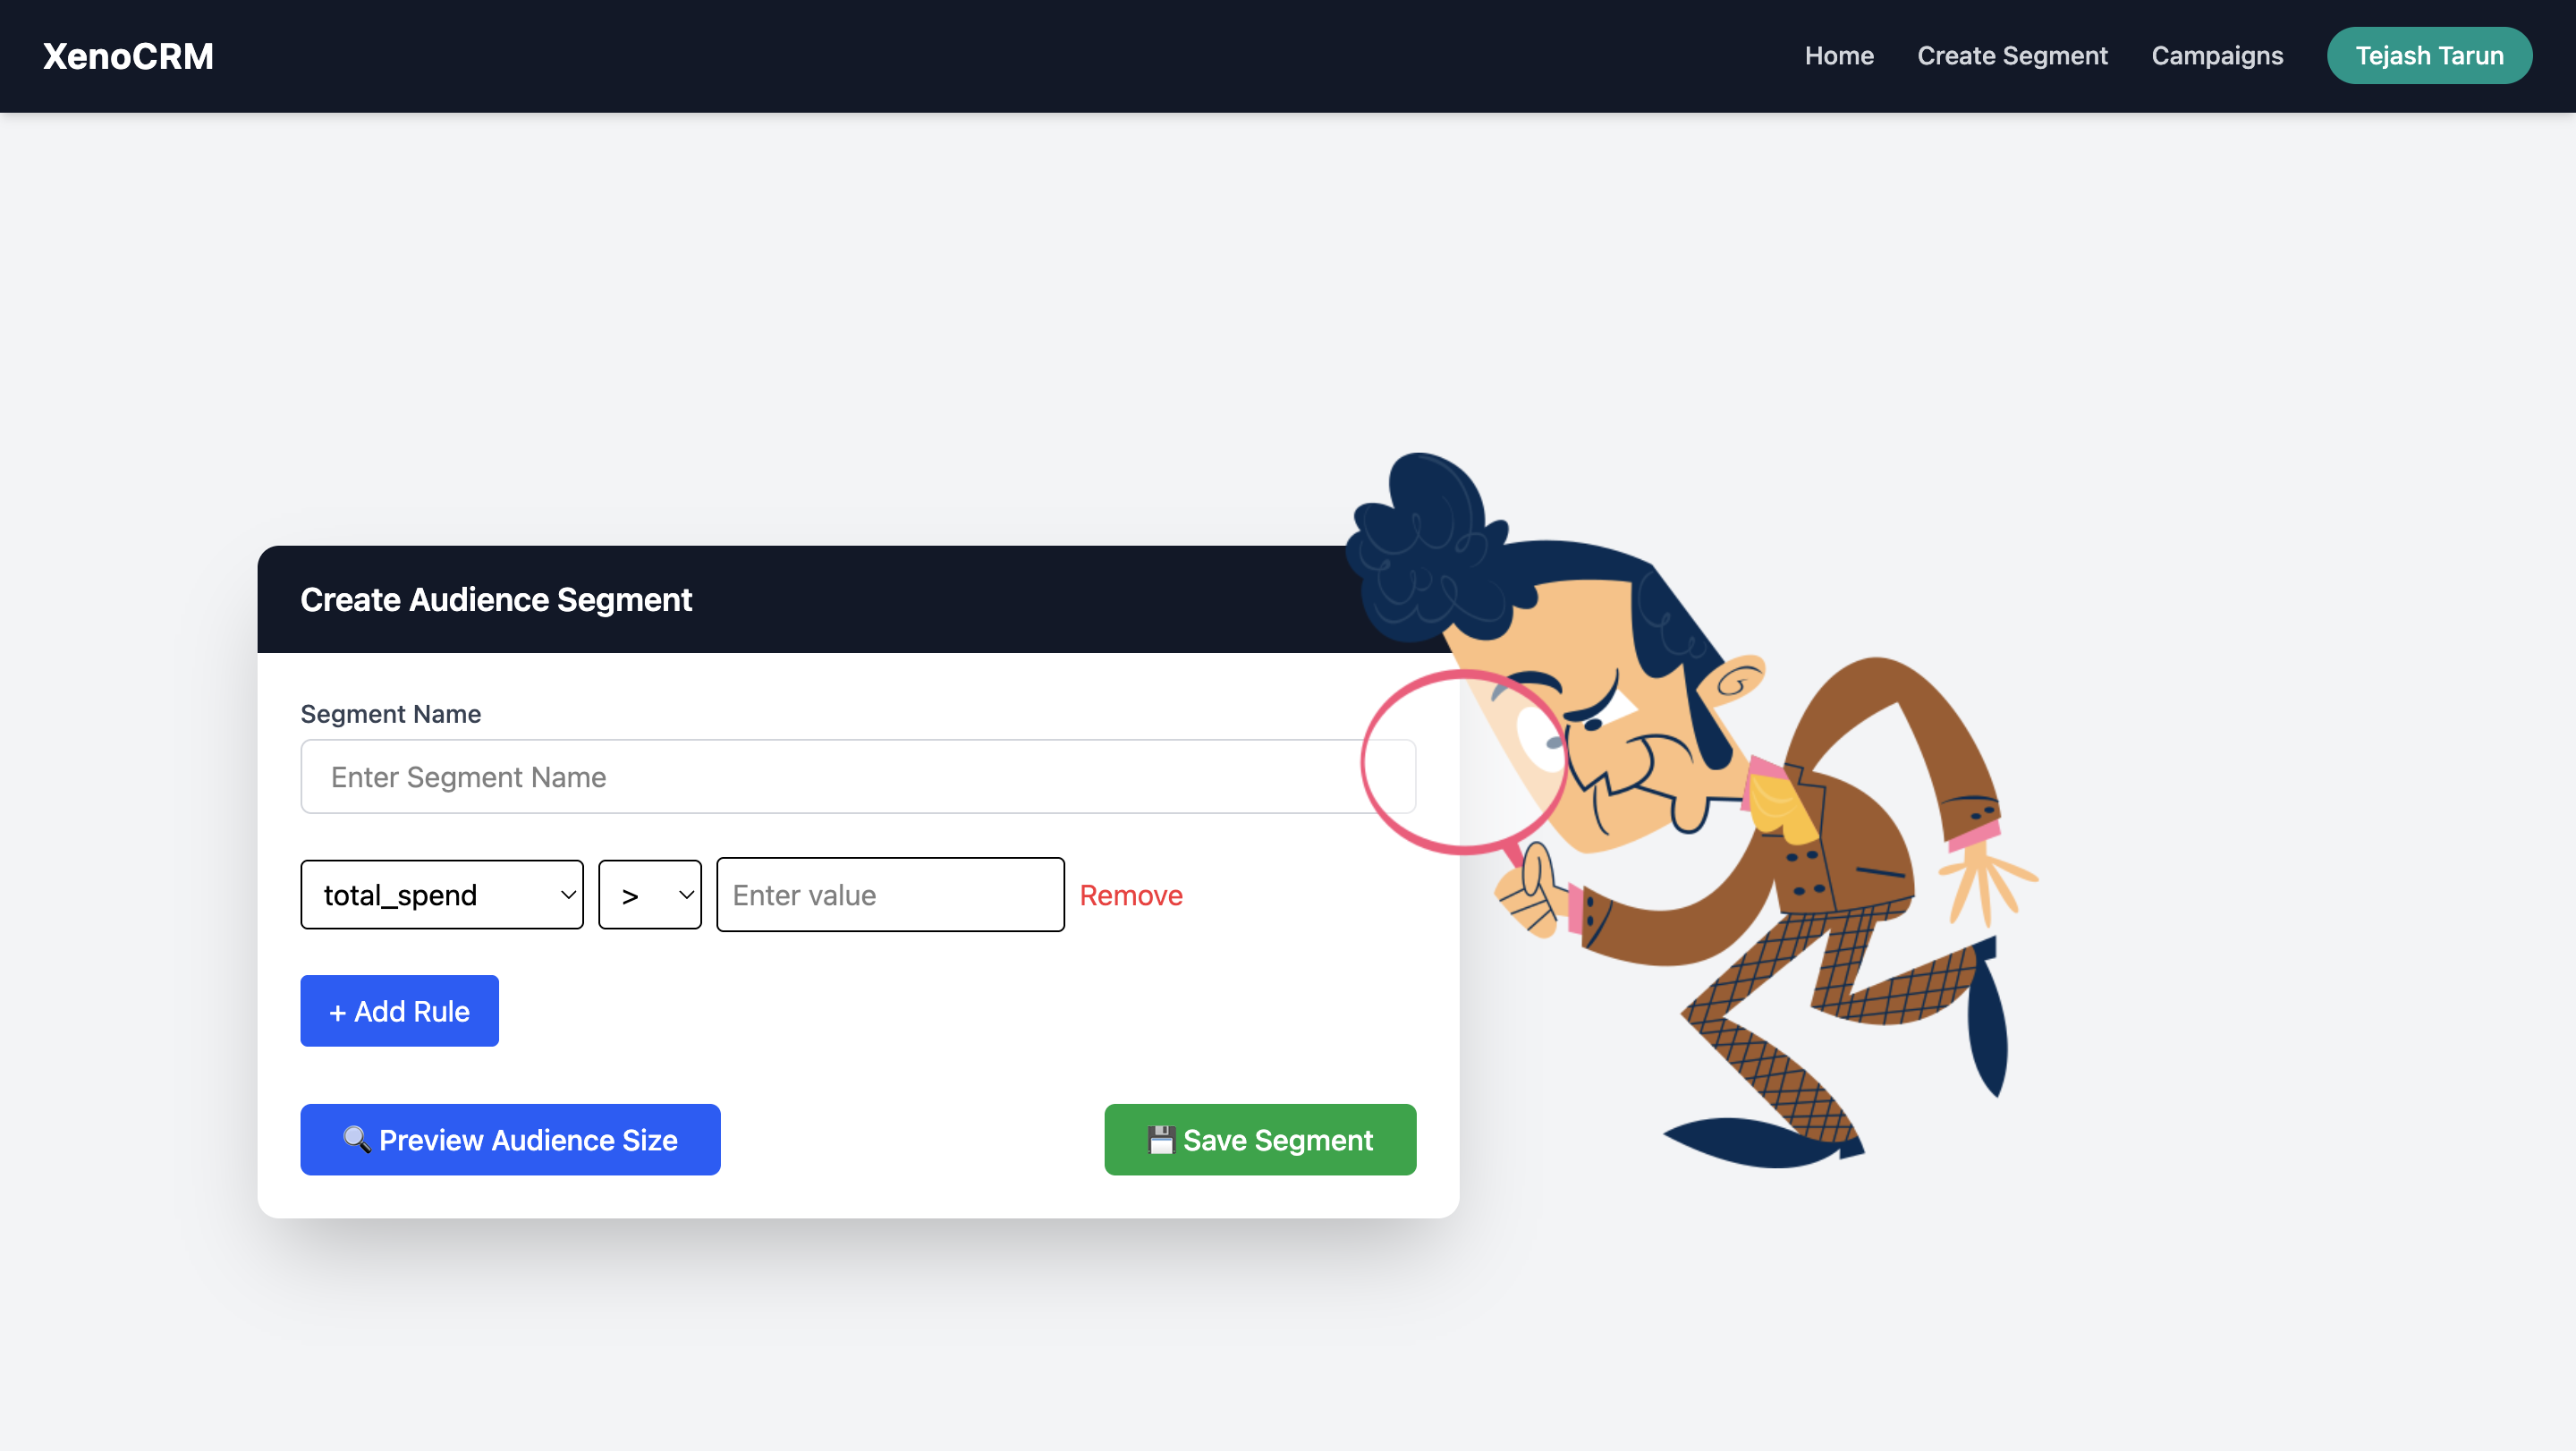 XenoCRM
Home Create Segment Campaigns Tejash Tarun
Create Audience Segment
Segment Name
Enter Segment Name
total_spend > Enter value Remove
+ Add Rule
🔍 Preview Audience Size 💾 Save Segment